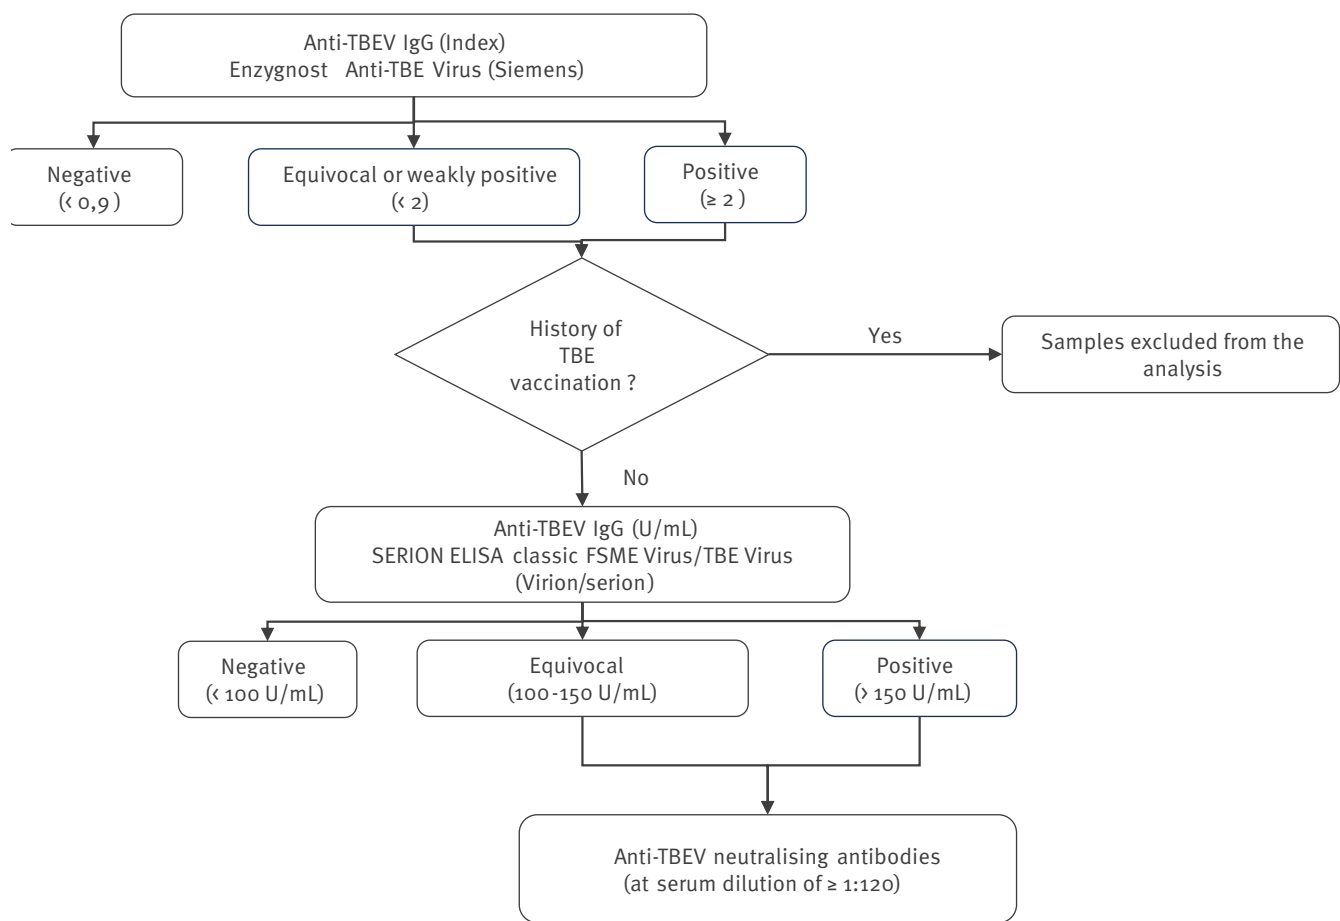 Anti-TBEV IgG (Index)
Enzygnost Anti-TBE Virus (Siemens)
Negative
(< 0,9 )
Equivocal or weakly positive
(< 2)
Positive
(≥ 2 )
History of
TBE
vaccination ?
Yes
Samples excluded from the
analysis
No
Anti-TBEV IgG (U/mL)
SERION ELISA classic FSME Virus/TBE Virus
(Virion/serion)
Negative
(< 100 U/mL)
Equivocal
(100-150 U/mL)
Positive
(> 150 U/mL)
Anti-TBEV neutralising antibodies
(at serum dilution of ≥ 1:120)